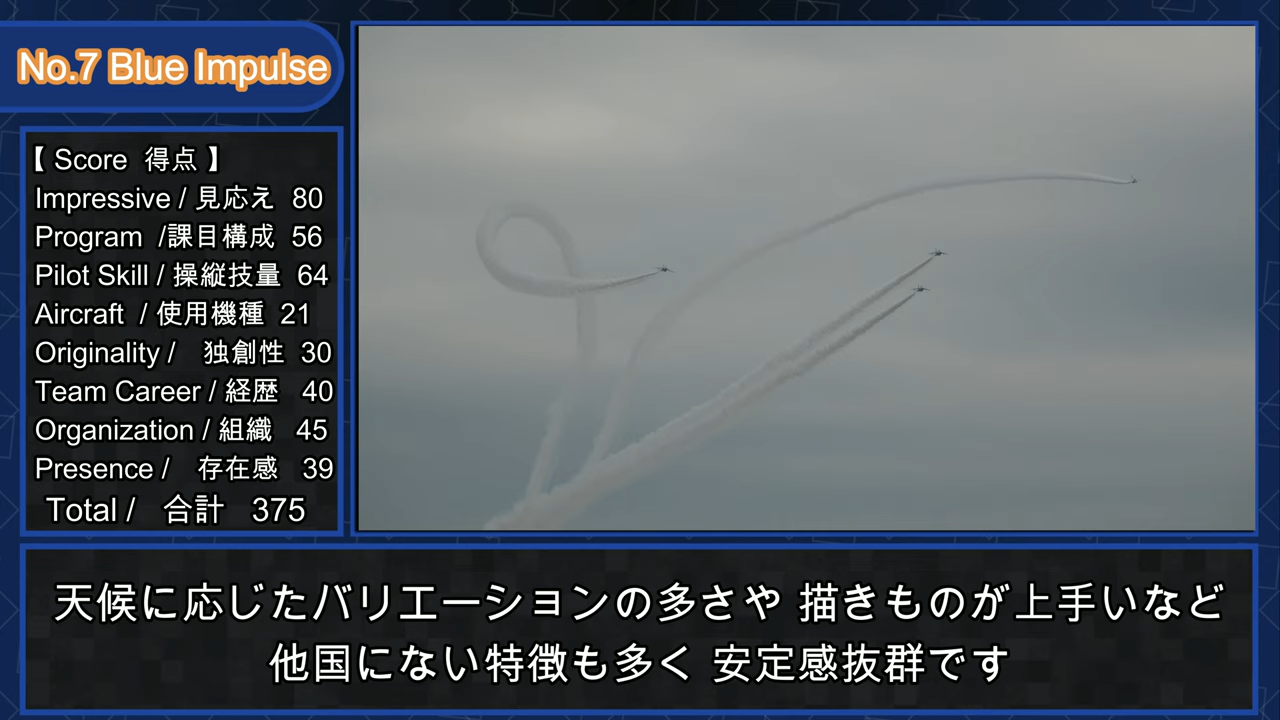 No.7 Blue Impulse
【 Score 得点 】
Impressive / 見応え 80
Program /課目構成 56
Pilot Skill / 操縦技量 64
Aircraft / 使用機種 21
Originality / 独創性 30
Team Career / 経歴 40
Organization / 組織 45
Presence / 存在感 39
Total / 合計 375
天候に応じたバリエーションの多さや 描きものが上手いなど
他国にない特徴も多く 安定感抜群です